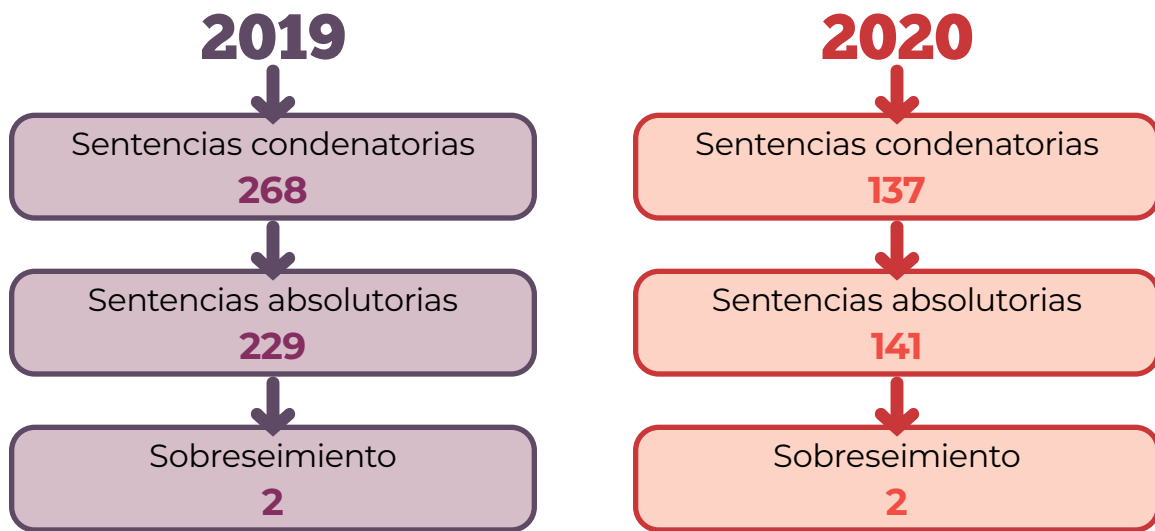 2019
Sentencias condenatorias
268
Sentencias absolutorias
229
Sobreseimiento
2
2020
Sentencias condenatorias
137
Sentencias absolutorias
141
Sobreseimiento
2